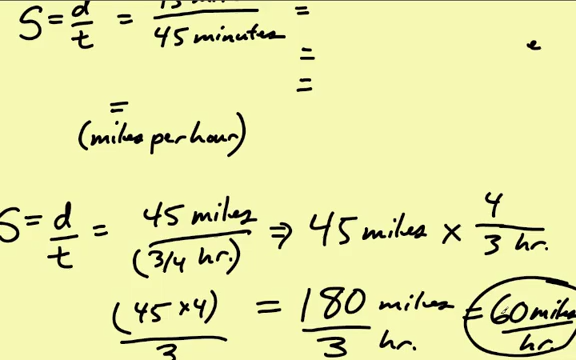 S = d/t = / 45 minutes =
=
=
e
=
(miles per hour)
S = d/t = 45 miles / (3/4 hr.) ⇒ 45 miles × 4 / 3 hr.
(45 × 4) / 3 = 180 miles / 3 hr. = 60 miles / hr.